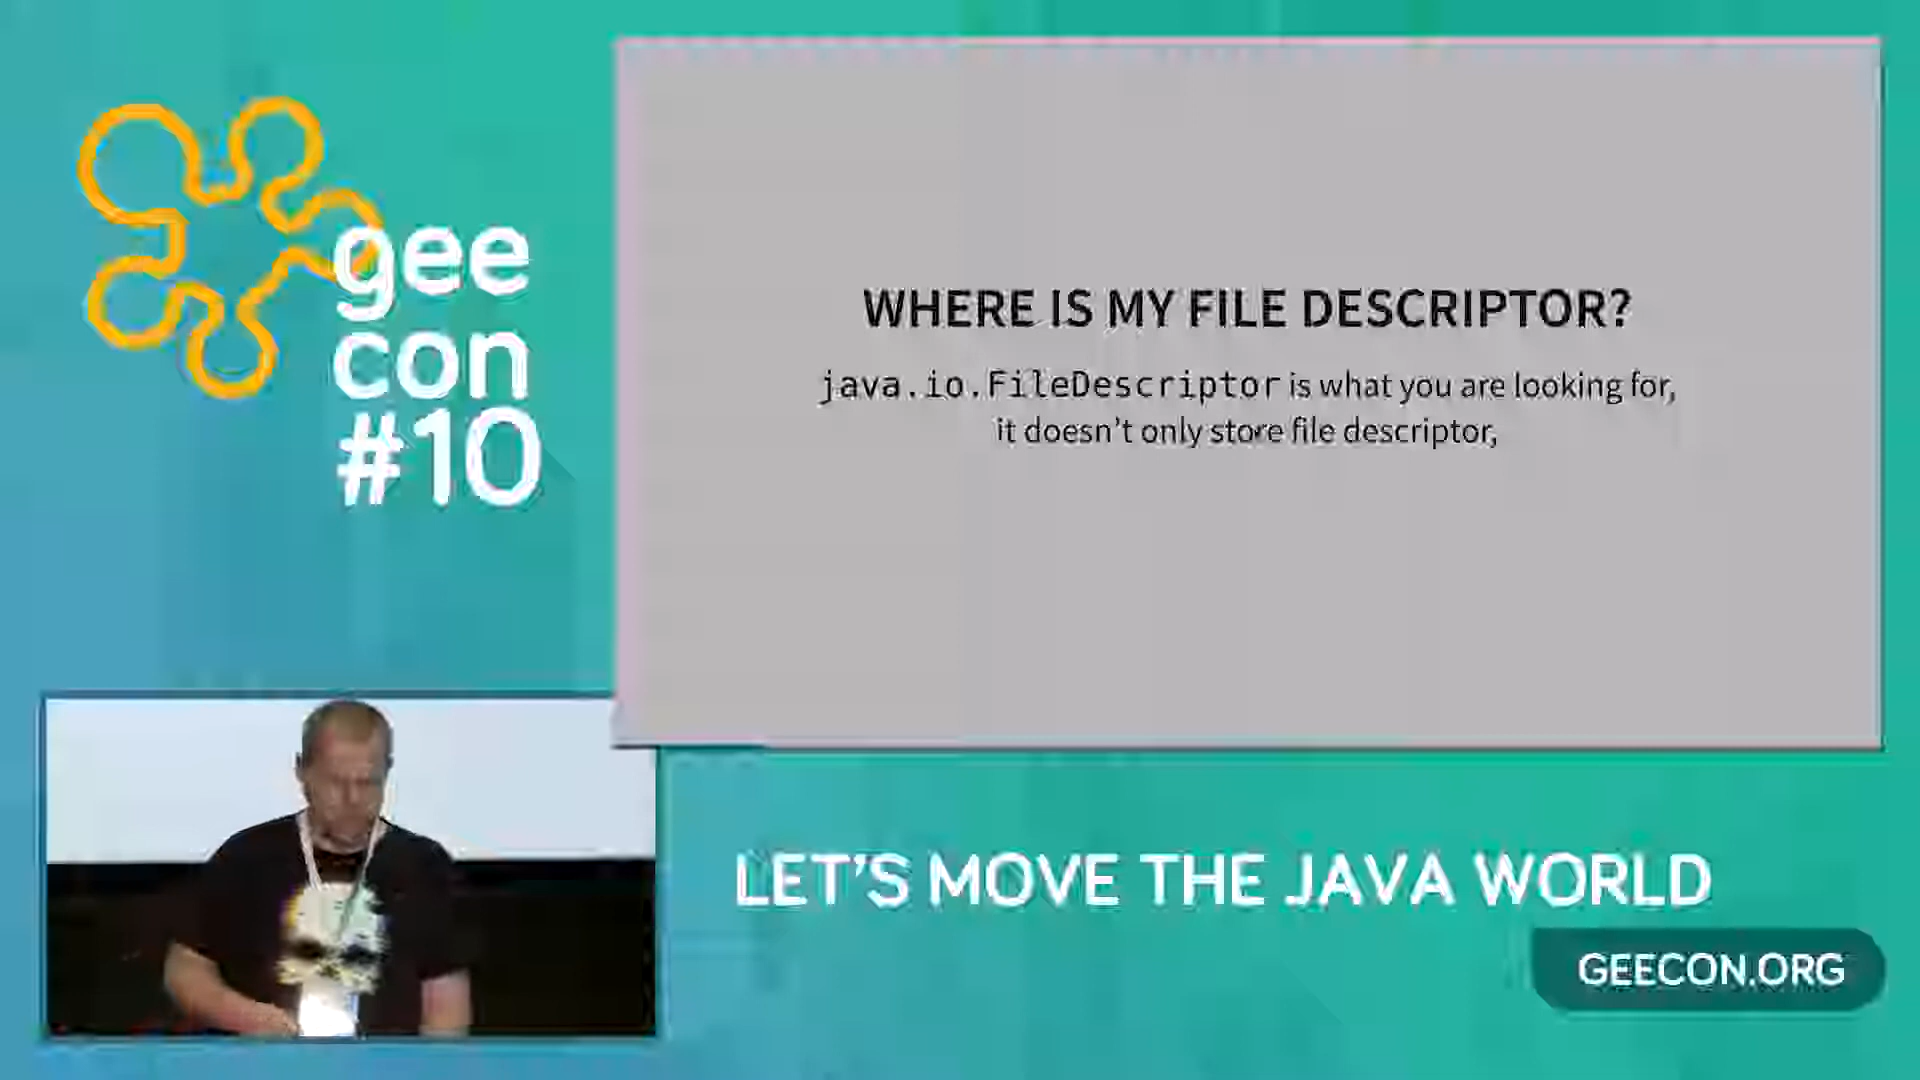 gee
con
#10
WHERE IS MY FILE DESCRIPTOR?
java.io.FileDescriptor is what you are looking for,
it doesn't only store file descriptor,
LET'S MOVE THE JAVA WORLD
GEECON.ORG